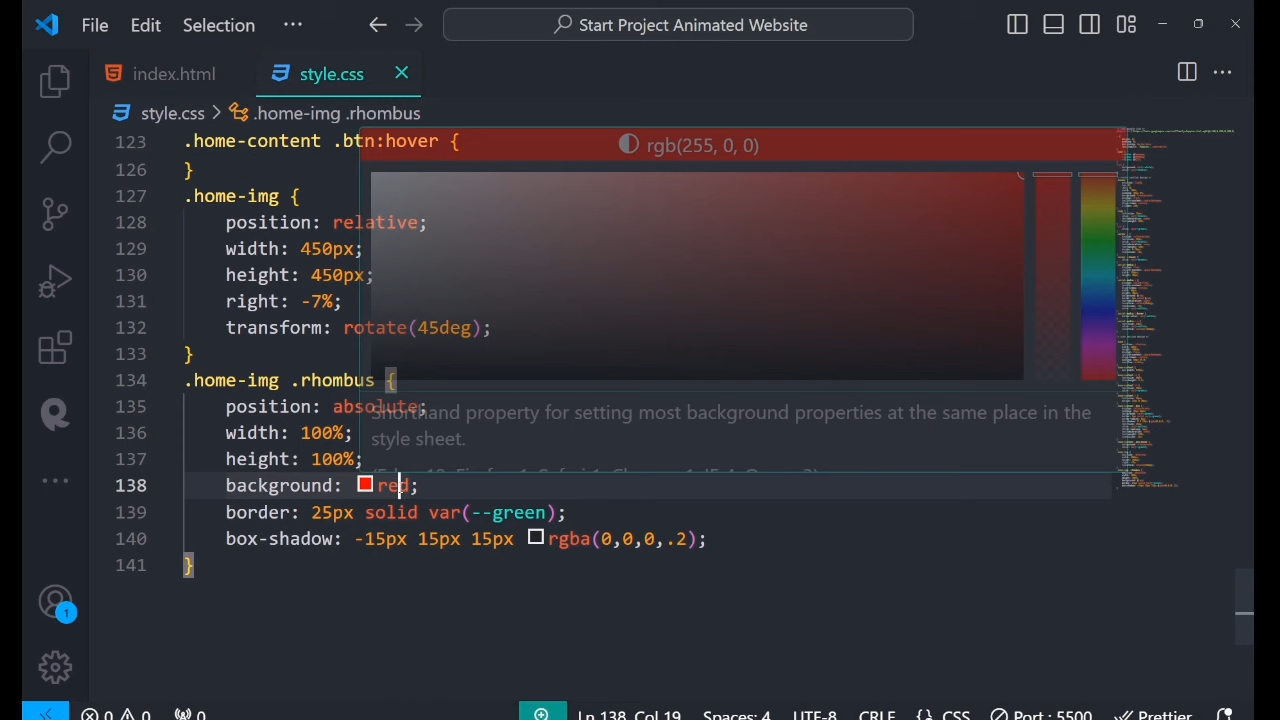 File Edit Selection ··· Start Project Animated Website
index.html style.css
style.css > .home-img .rhombus
123 .home-content .btn:hover {
rgb(255, 0, 0)
126 }
127 .home-img {
128 position: relative;
129 width: 450px;
130 height: 450px;
131 right: -7%;
132 transform: rotate(45deg);
133 }
134 .home-img .rhombus {
135 position: absolute;
Shorthand property for setting most background properties at the same place in the
136 width: 100%;
style sheet.
137 height: 100%;
138 background: red;
139 border: 25px solid var(--green);
140 box-shadow: -15px 15px 15px rgba(0,0,0,.2);
141 }
1
0 0 0 Ln 138, Col 19 Spaces: 4 UTF-8 CRLF {} CSS Port : 5500 Prettier